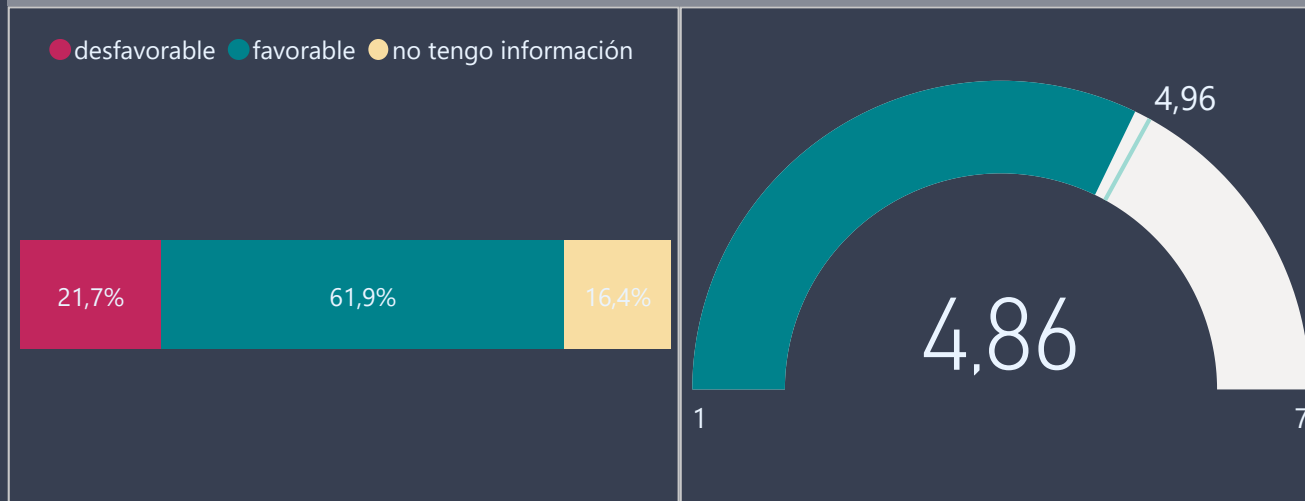 desfavorable favorable no tengo información
21,7% 61,9% 16,4%
4,96
4,86
1 7